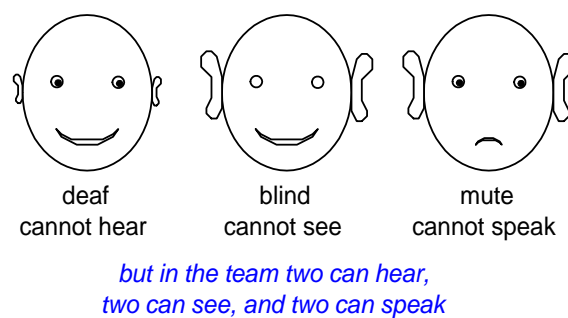 deaf
cannot hear
blind
cannot see
mute
cannot speak
but in the team two can hear,
two can see, and two can speak